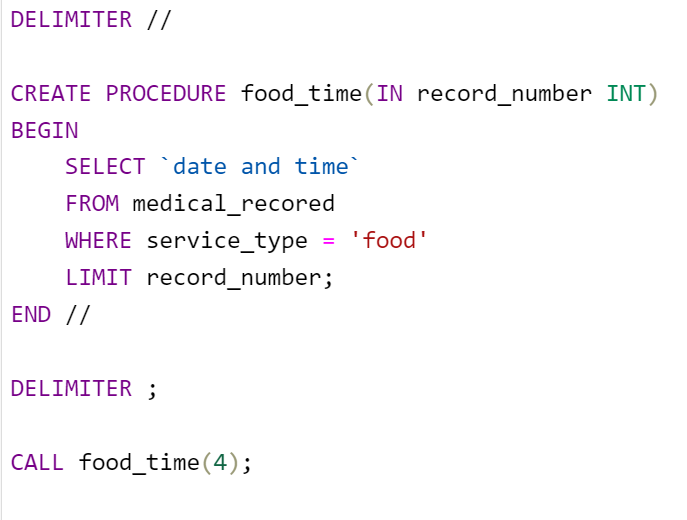 DELIMITER //
CREATE PROCEDURE food_time(IN record_number INT)
BEGIN
SELECT `date and time`
FROM medical_recored
WHERE service_type = 'food'
LIMIT record_number;
END //
DELIMITER ;
CALL food_time(4);